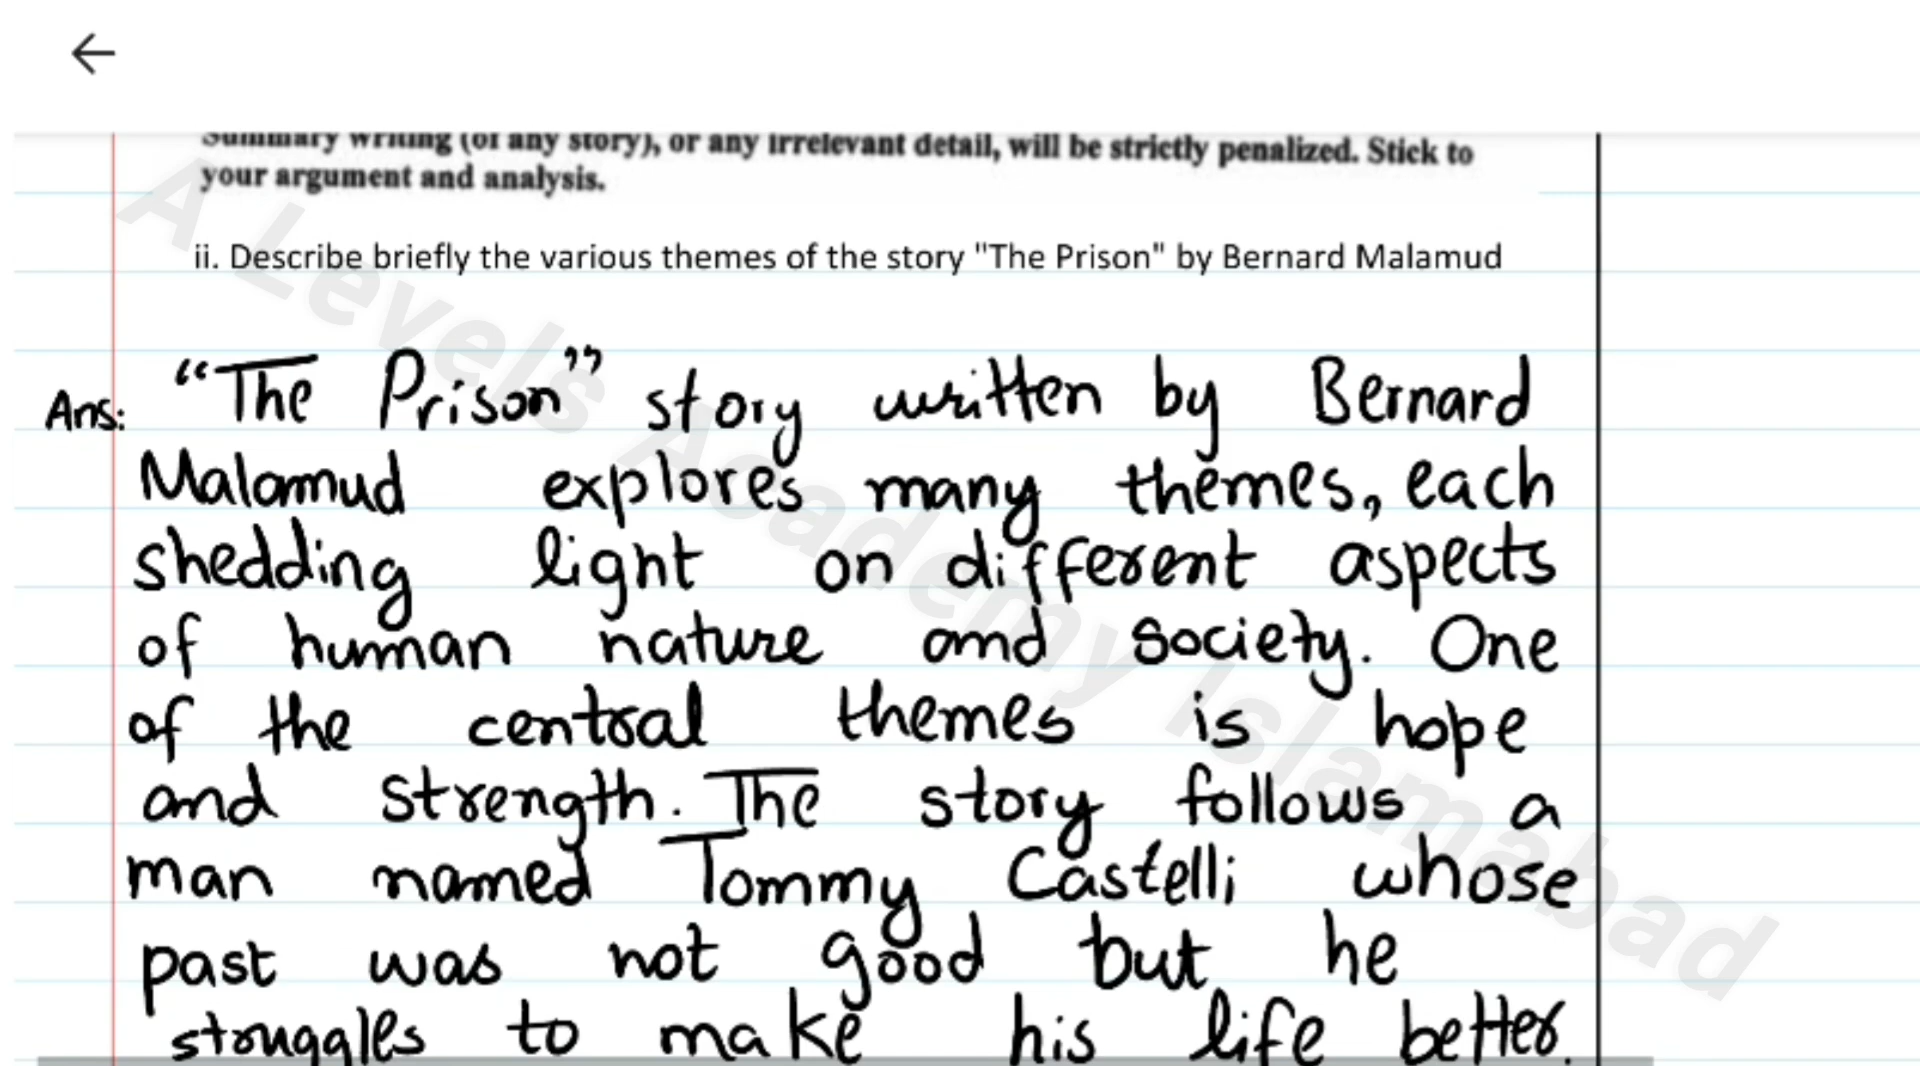 Summary writing (of any story), or any irrelevant detail, will be strictly penalized. Stick to
your argument and analysis.
ii. Describe briefly the various themes of the story "The Prison" by Bernard Malamud
Ans: "The Prison" story written by Bernard
Malamud explores many themes, each
shedding light on different aspects
of human nature and society. One
of the central themes is hope
and strength. The story follows a
man named Tommy Castelli whose
past was not good but he
struggles to make his life better.
A Levels Academy Islamabad